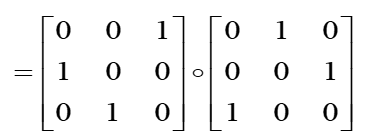 = [0 0 1] ∘ [0 1 0]
[1 0 0] [0 0 1]
[0 1 0] [1 0 0]